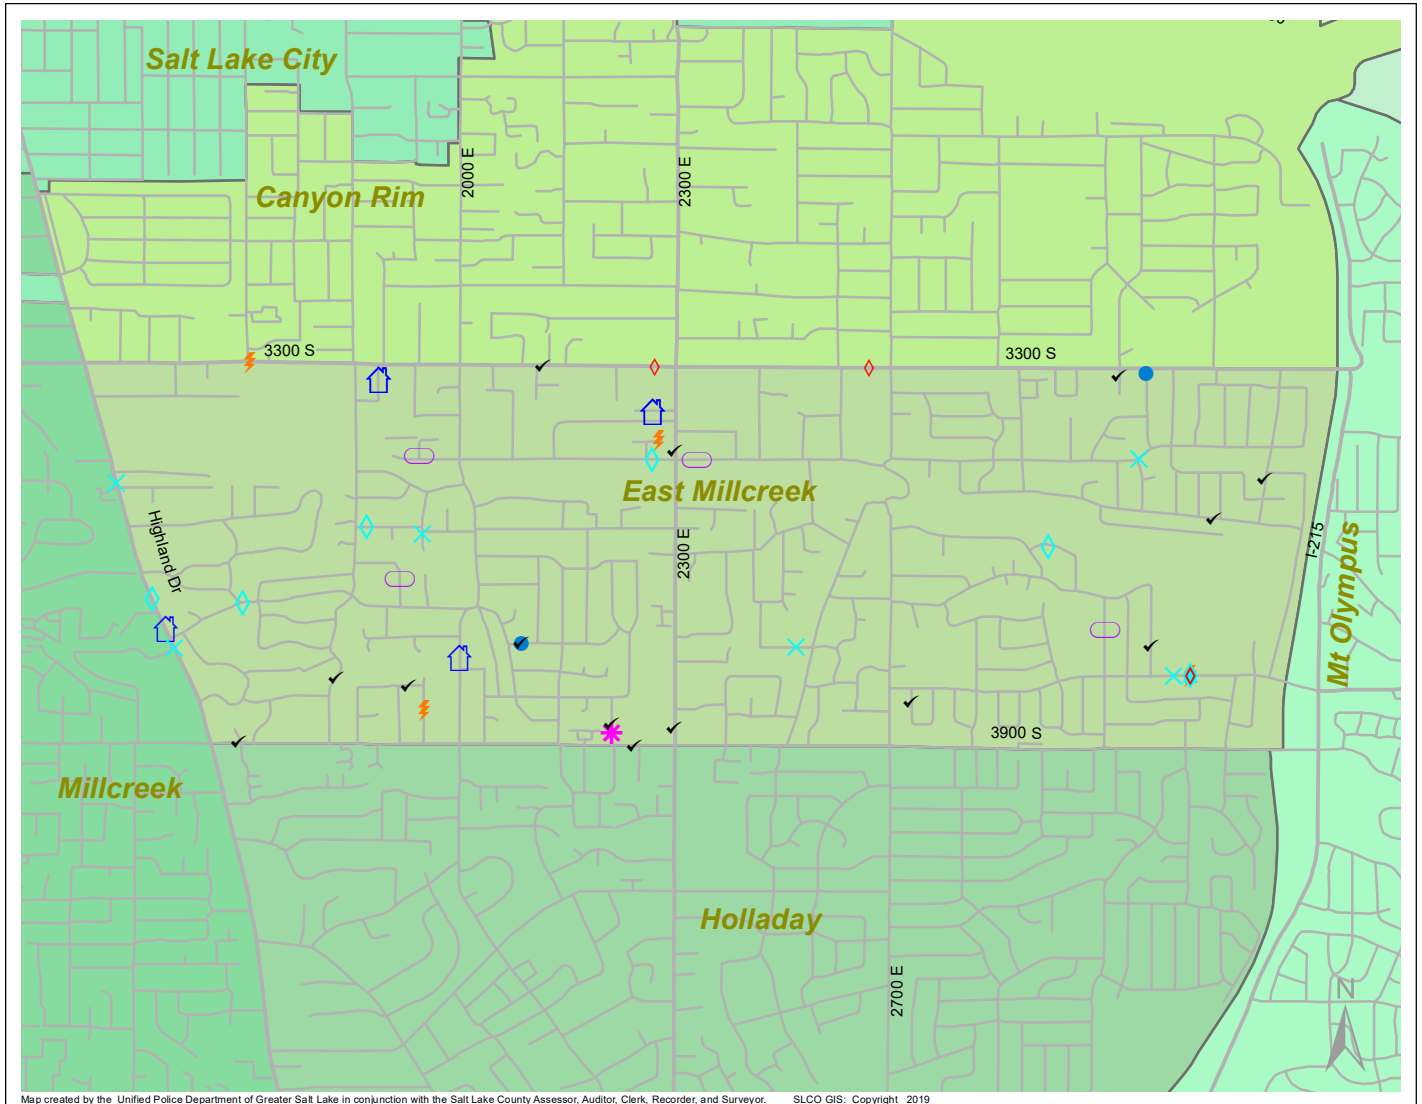 Salt Lake City
Canyon Rim
2000 E
2300 E
3300 S
3300 S
East Millcreek
Highland Dr
2300 E
I-215
Mt Olympus
3900 S
Millcreek
Holladay
2700 E
N
Map created by the Unified Police Department of Greater Salt Lake in conjunction with the Salt Lake County Assessor, Auditor, Clerk, Recorder, and Surveyor. SLCO GIS: Copyright 2019